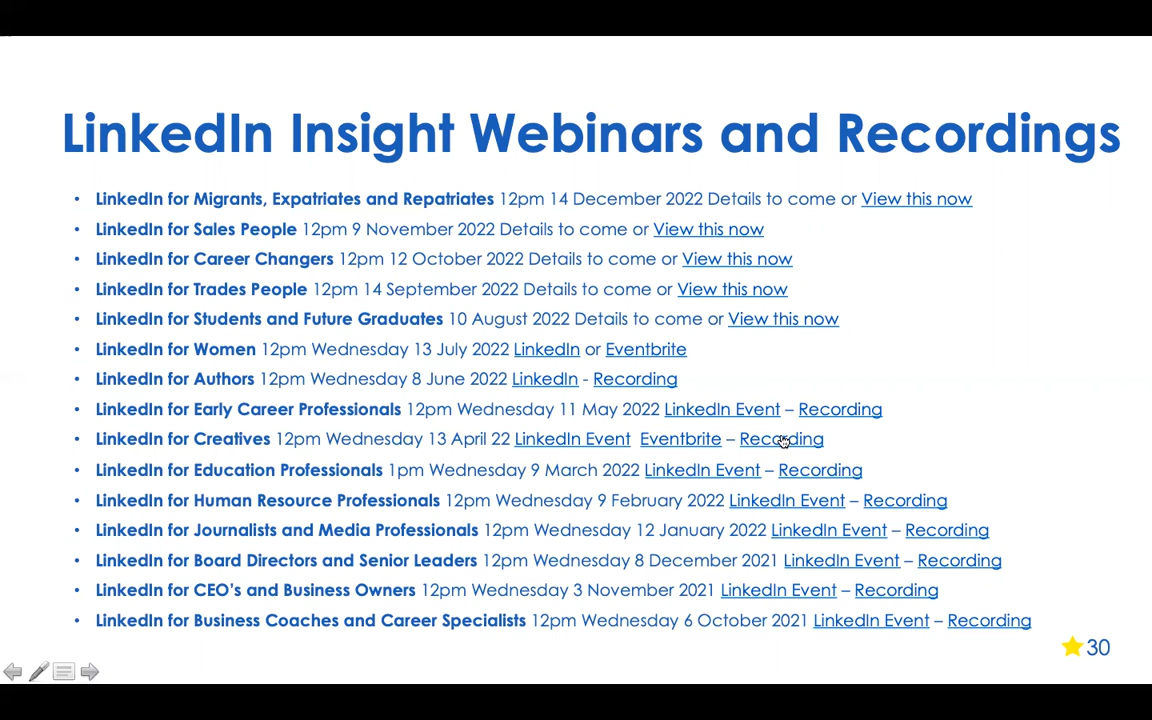 LinkedIn Insight Webinars and Recordings
• LinkedIn for Migrants, Expatriates and Repatriates 12pm 14 December 2022 Details to come or View this now
• LinkedIn for Sales People 12pm 9 November 2022 Details to come or View this now
• LinkedIn for Career Changers 12pm 12 October 2022 Details to come or View this now
• LinkedIn for Trades People 12pm 14 September 2022 Details to come or View this now
• LinkedIn for Students and Future Graduates 10 August 2022 Details to come or View this now
• LinkedIn for Women 12pm Wednesday 13 July 2022 LinkedIn or Eventbrite
• LinkedIn for Authors 12pm Wednesday 8 June 2022 LinkedIn - Recording
• LinkedIn for Early Career Professionals 12pm Wednesday 11 May 2022 LinkedIn Event – Recording
• LinkedIn for Creatives 12pm Wednesday 13 April 22 LinkedIn Event Eventbrite – Recording
• LinkedIn for Education Professionals 1pm Wednesday 9 March 2022 LinkedIn Event – Recording
• LinkedIn for Human Resource Professionals 12pm Wednesday 9 February 2022 LinkedIn Event – Recording
• LinkedIn for Journalists and Media Professionals 12pm Wednesday 12 January 2022 LinkedIn Event – Recording
• LinkedIn for Board Directors and Senior Leaders 12pm Wednesday 8 December 2021 LinkedIn Event – Recording
• LinkedIn for CEO’s and Business Owners 12pm Wednesday 3 November 2021 LinkedIn Event – Recording
• LinkedIn for Business Coaches and Career Specialists 12pm Wednesday 6 October 2021 LinkedIn Event – Recording
30